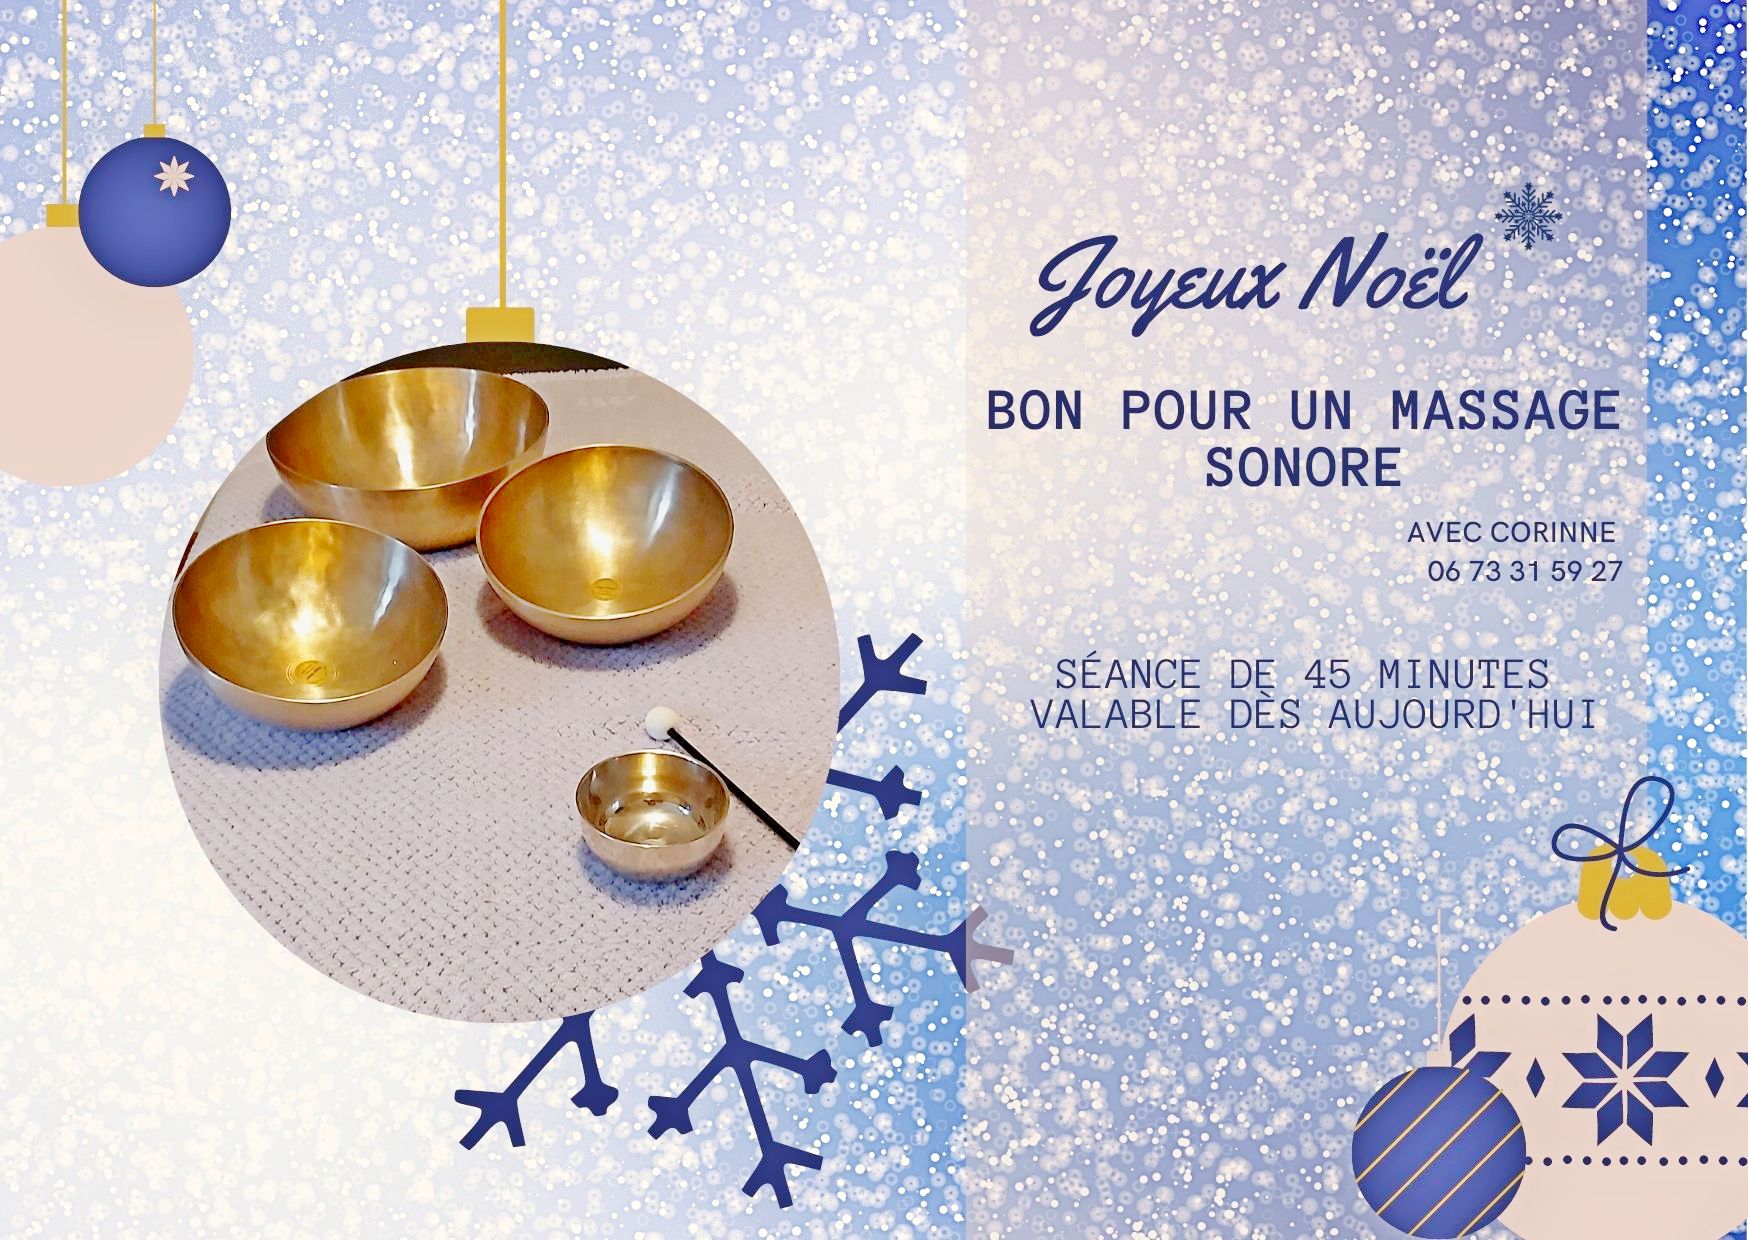 Joyeux Noël
BON POUR UN MASSAGE
SONORE
AVEC CORINNE
06 73 31 59 27
SÉANCE DE 45 MINUTES
VALABLE DÈS AUJOURD'HUI